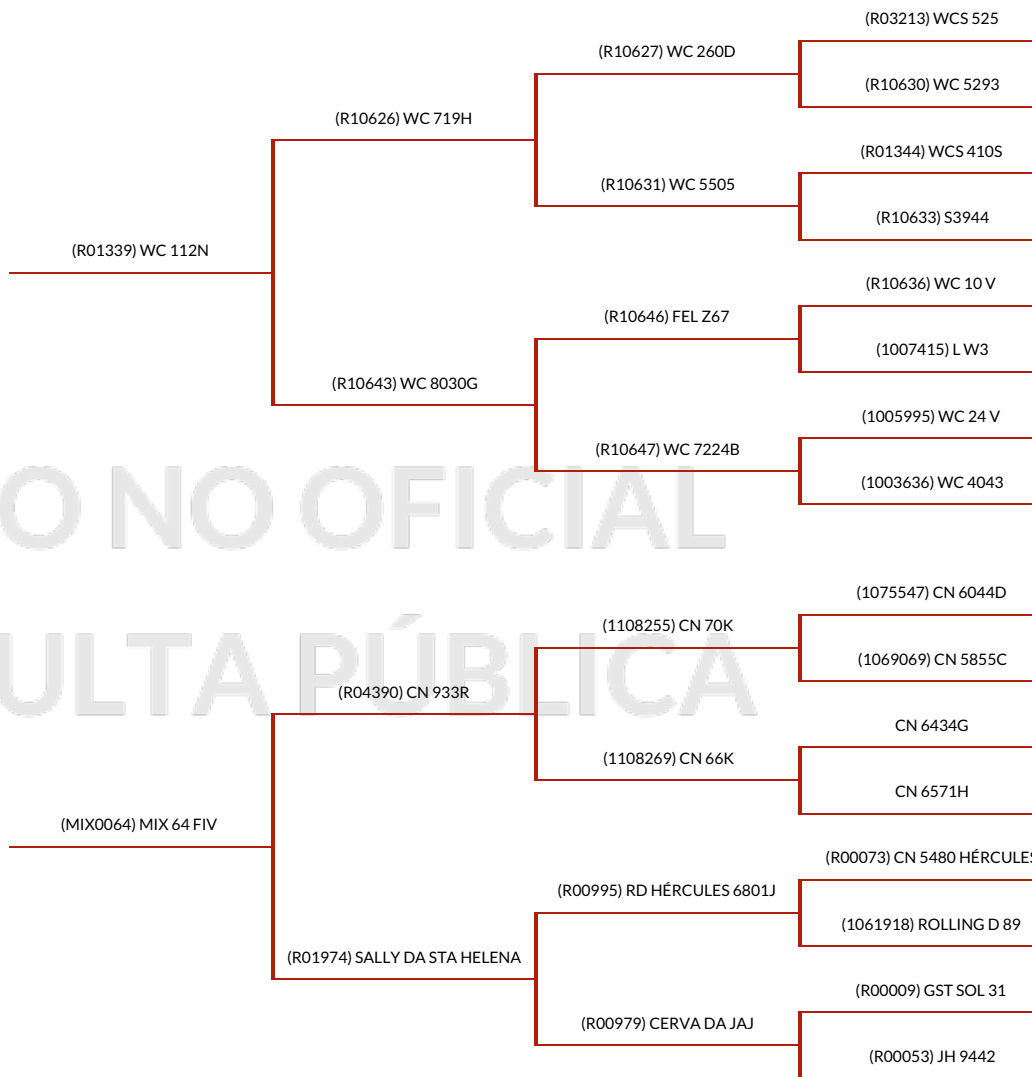 (R03213) WCS 525
(R10627) WC 260D
(R10630) WC 5293
(R10626) WC 719H
(R01344) WCS 410S
(R10631) WC 5505
(R10633) S3944
(R01339) WC 112N
(R10636) WC 10 V
(R10646) FEL Z67
(1007415) L W3
(R10643) WC 8030G
(1005995) WC 24 V
(R10647) WC 7224B
(1003636) WC 4043
O NO OFICIAL
(1075547) CN 6044D
(1108255) CN 70K
ULTA PÚBLICA
(1069069) CN 5855C
(R04390) CN 933R
CN 6434G
(1108269) CN 66K
CN 6571H
(MIX0064) MIX 64 FIV
(R00073) CN 5480 HÉRCULES
(R00995) RD HÉRCULES 6801J
(1061918) ROLLING D 89
(R01974) SALLY DA STA HELENA
(R00009) GST SOL 31
(R00979) CERVA DA JAJ
(R00053) JH 9442